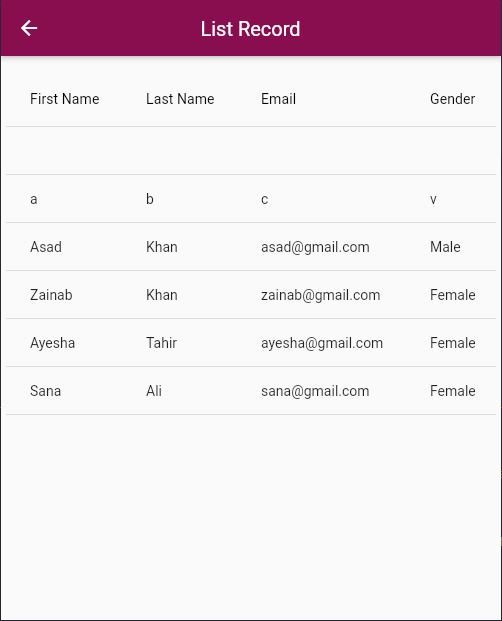 List Record
First Name Last Name Email Gender
a b c v
Asad Khan asad@gmail.com Male
Zainab Khan zainab@gmail.com Female
Ayesha Tahir ayesha@gmail.com Female
Sana Ali sana@gmail.com Female